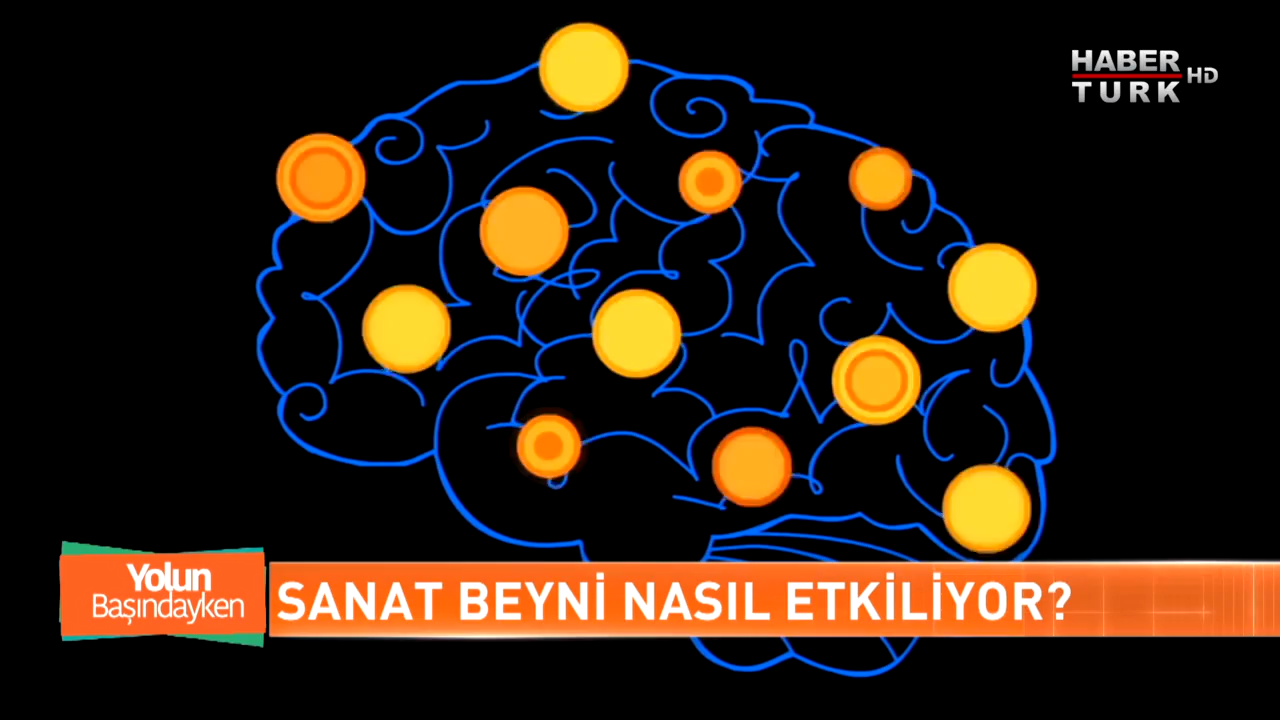 HABER
TURK HD
Yolun
Başındayken
SANAT BEYNİ NASIL ETKİLİYOR?